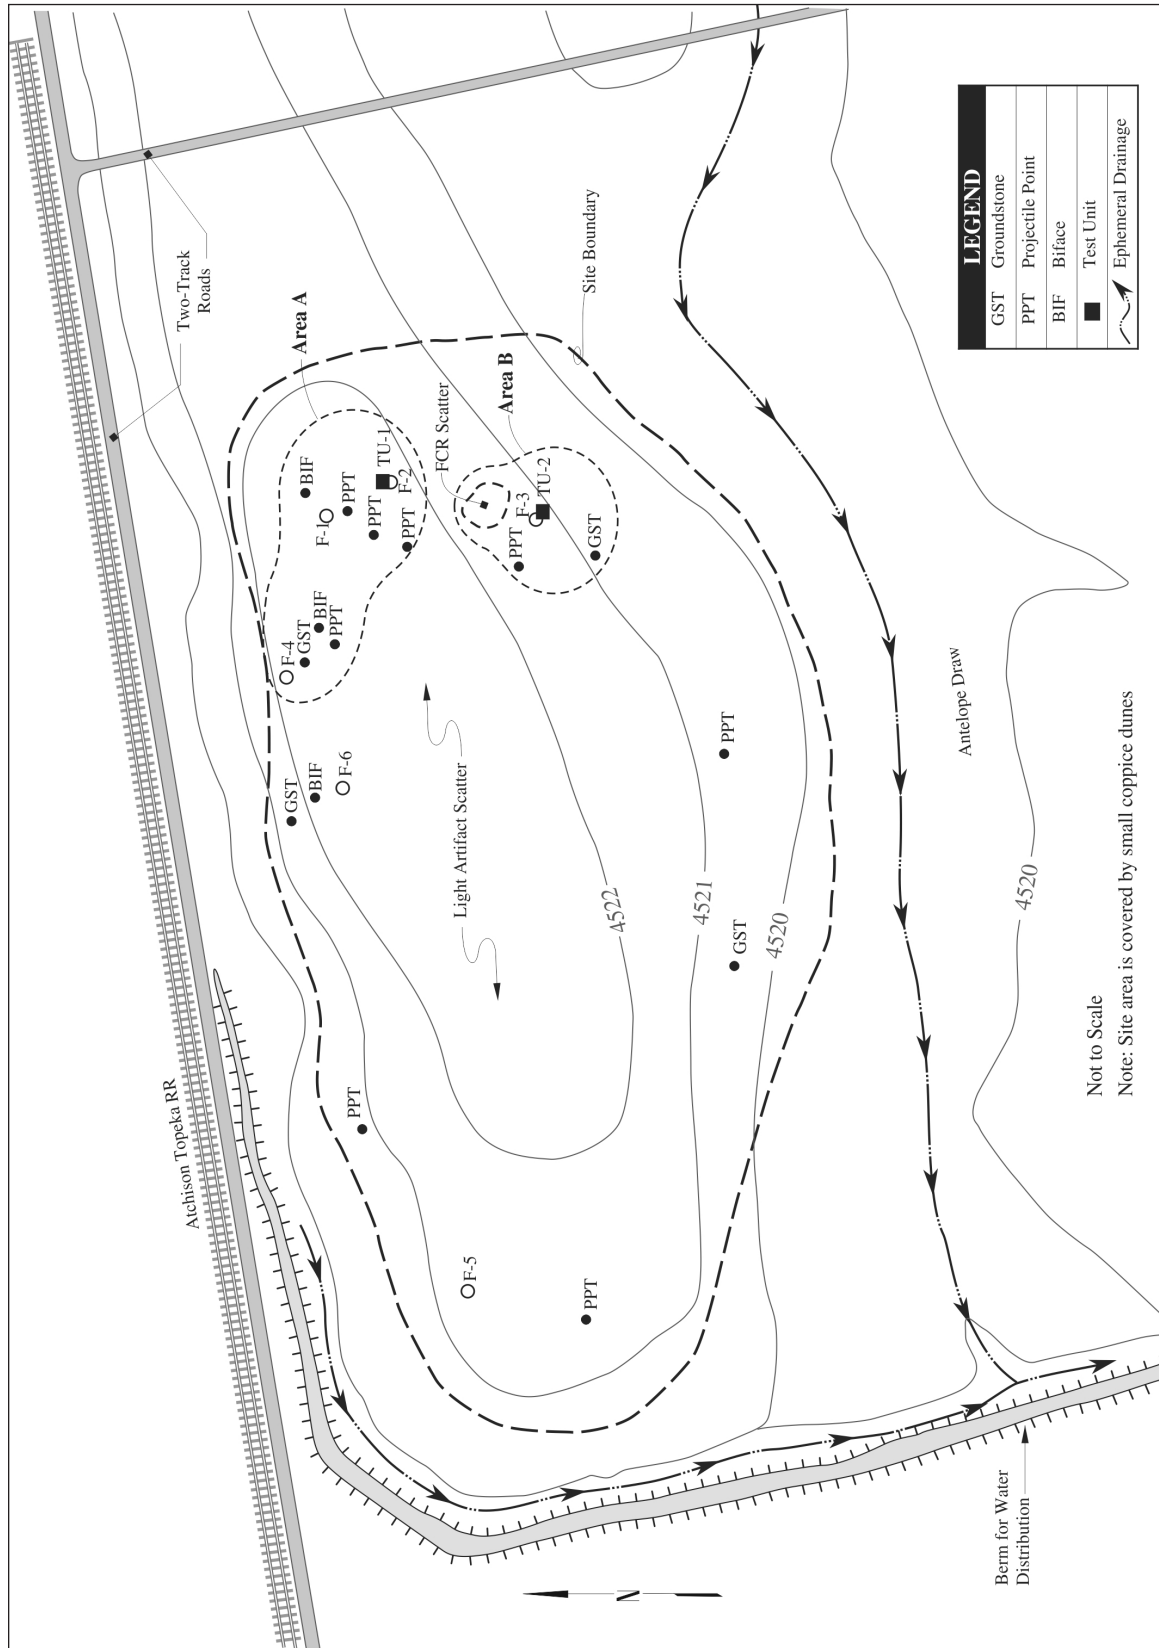 Atchison Topeka RR
Two-Track
Roads
Area A
BIF
F-1
PPT
PPT
TU-1
F-2
PPT
F-4
GST
BIF
PPT
FCR Scatter
Area B
F-3
TU-2
PPT
GST
Site Boundary
GST
BIF
F-6
Light Artifact Scatter
PPT
F-5
PPT
PPT
GST
4522
4521
4520
4520
Antelope Draw
Berm for Water
Distribution
N
Not to Scale
Note: Site area is covered by small coppice dunes
LEGEND
GST Groundstone
PPT Projectile Point
BIF Biface
Test Unit
Ephemeral Drainage